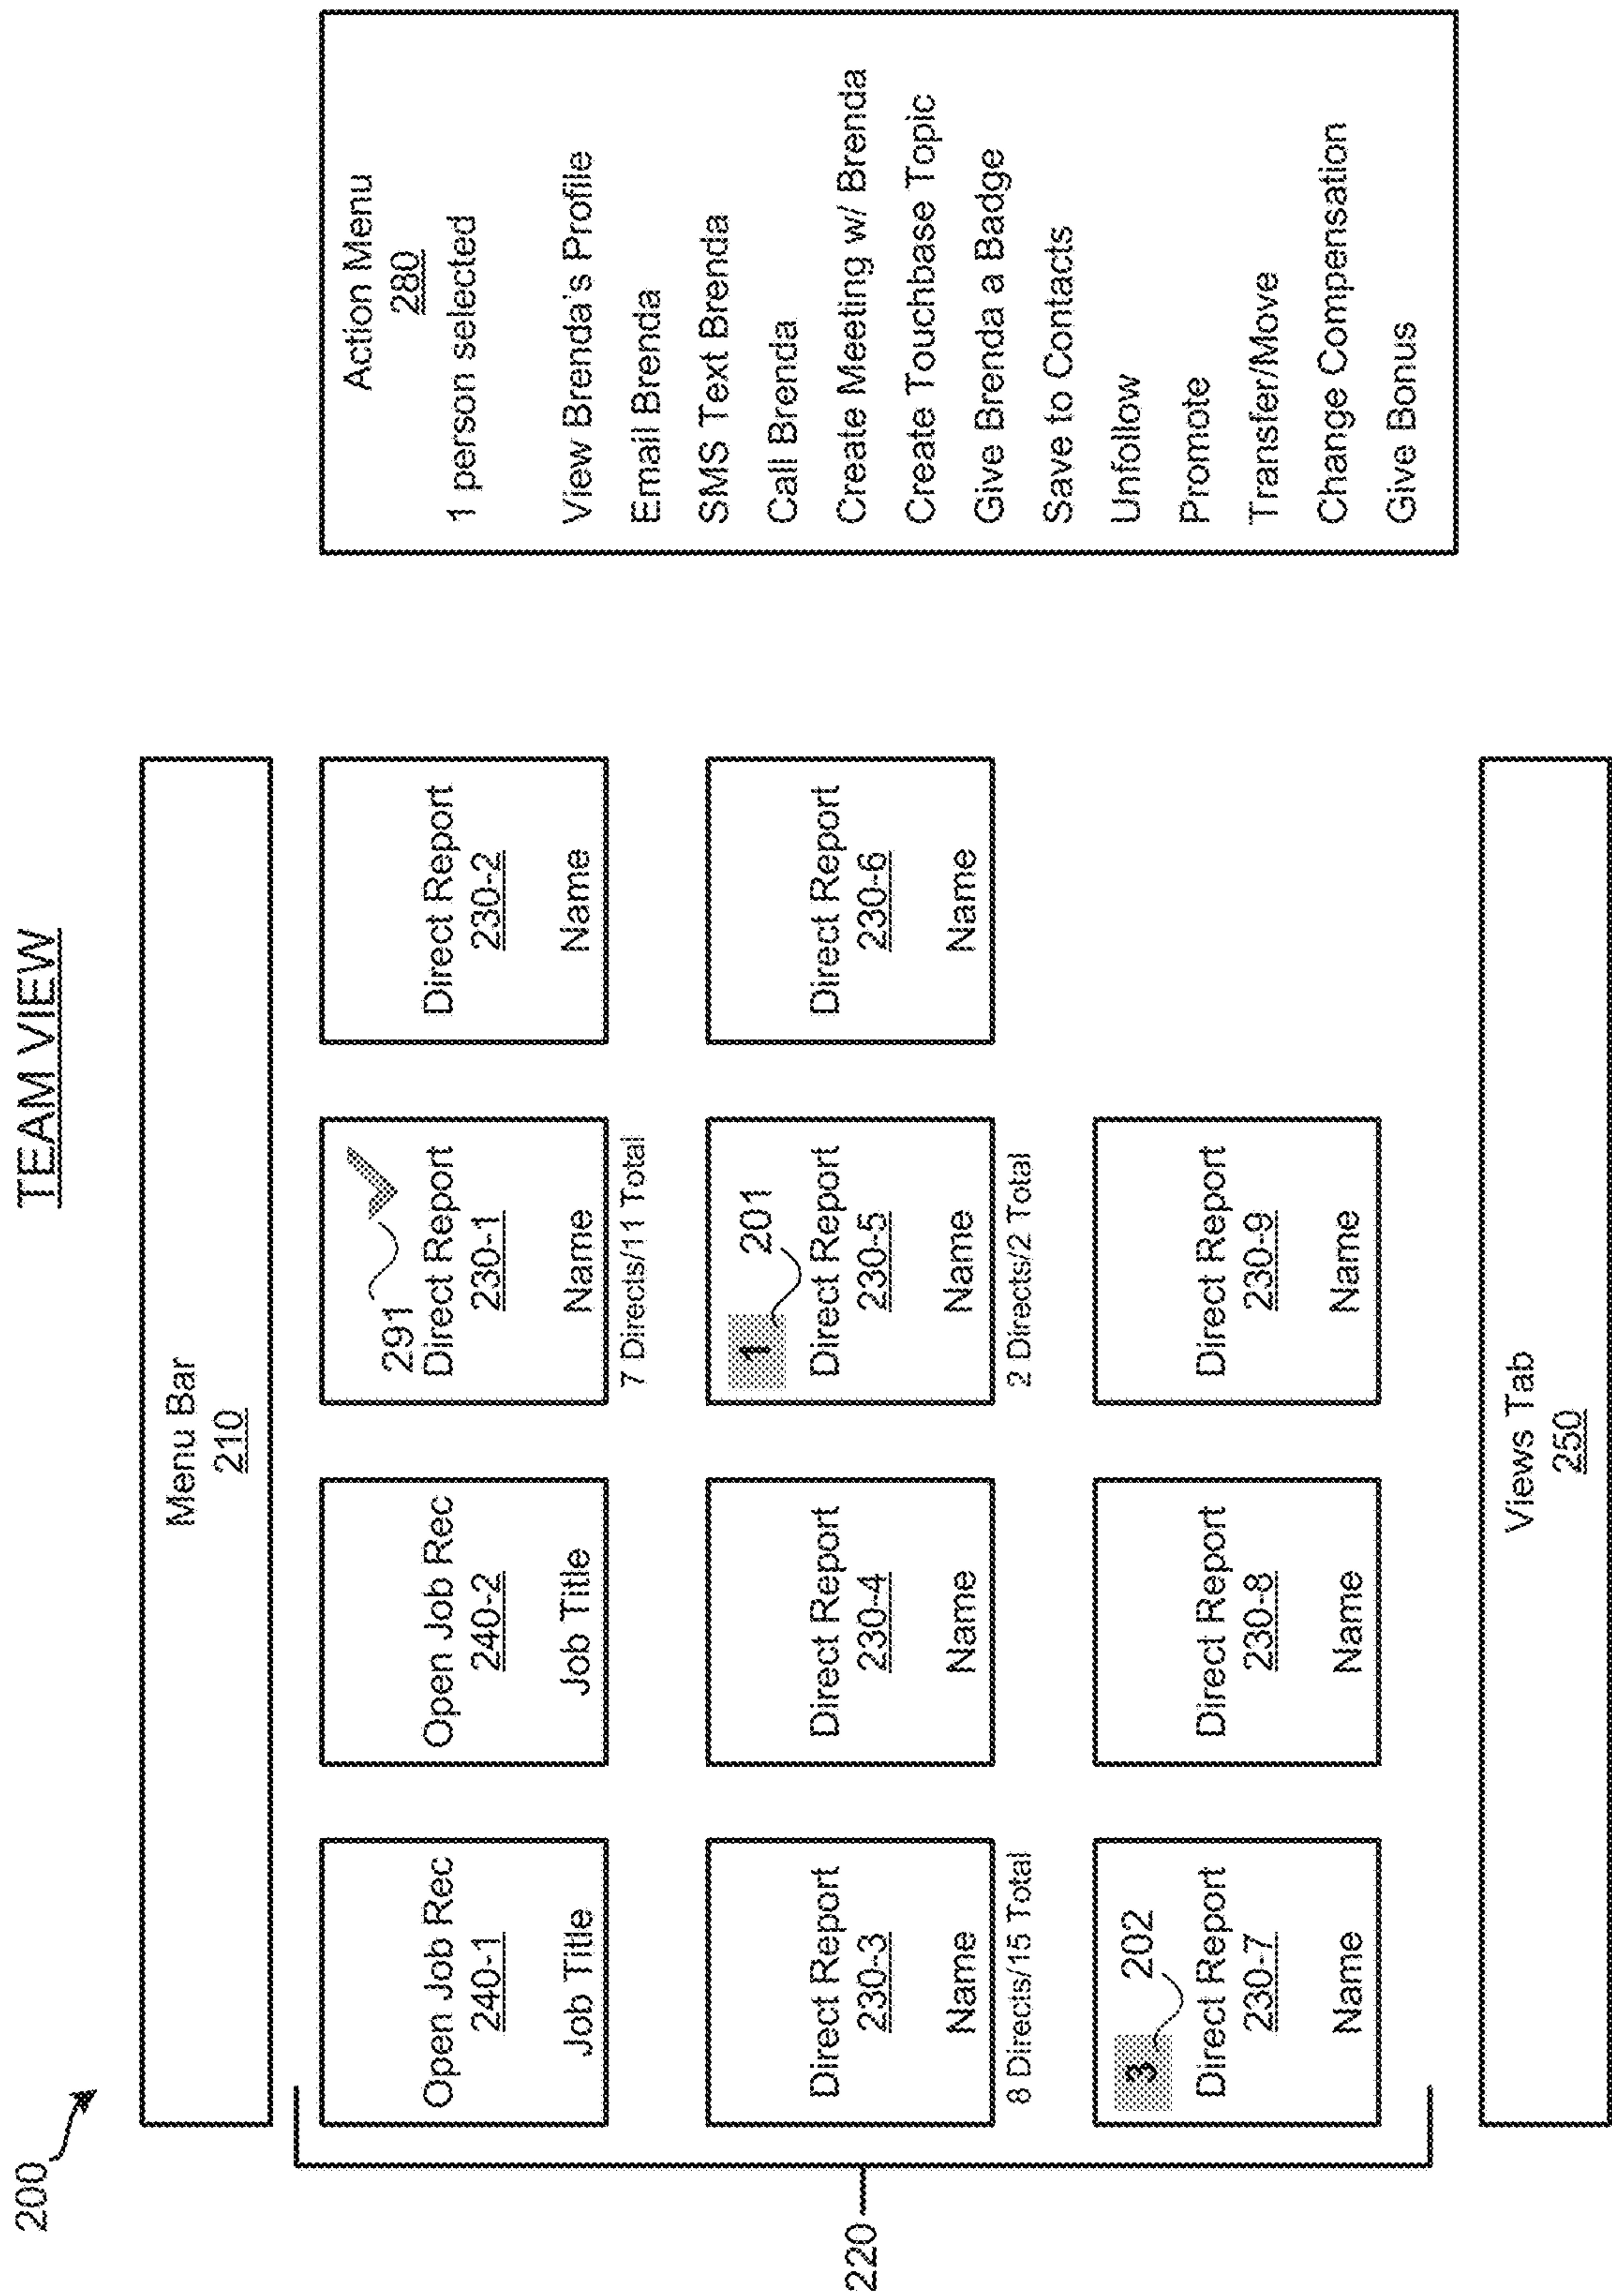 TEAM VIEW
200
Menu Bar
210
220
Open Job Rec
240-1
Job Title
Open Job Rec
240-2
Job Title
291
Direct Report
230-1
Name
7 Directs/11 Total
Direct Report
230-2
Name
Direct Report
230-3
Name
8 Directs/15 Total
Direct Report
230-4
Name
1
201
Direct Report
230-5
Name
2 Directs/2 Total
Direct Report
230-6
Name
3
202
Direct Report
230-7
Name
Direct Report
230-8
Name
Direct Report
230-9
Name
Views Tab
250
Action Menu
280
1 person selected
View Brenda's Profile
Email Brenda
SMS Text Brenda
Call Brenda
Create Meeting w/ Brenda
Create Touchbase Topic
Give Brenda a Badge
Save to Contacts
Unfollow
Promote
Transfer/Move
Change Compensation
Give Bonus